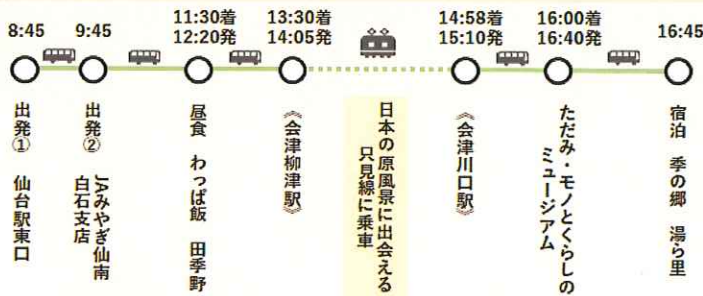 8:45
9:45
11:30着
12:20発
13:30着
14:05発
14:58着
15:10発
16:00着
16:40発
16:45
出発① 仙台駅東口
出発② JAみやぎ仙南
白石支店
昼食 わっぱ飯 田季野
《会津柳津駅》
日本の原風景に出会える
只見線に乗車
《会津川口駅》
ただみ・モノとくらしの
ミュージアム
宿泊 季の郷 湯ら里